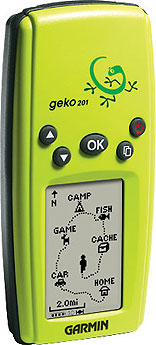 geko 201
OK
N
CAMP
FISH
GAME
CACHE
CAR
HOME
2.0mi
GARMIN